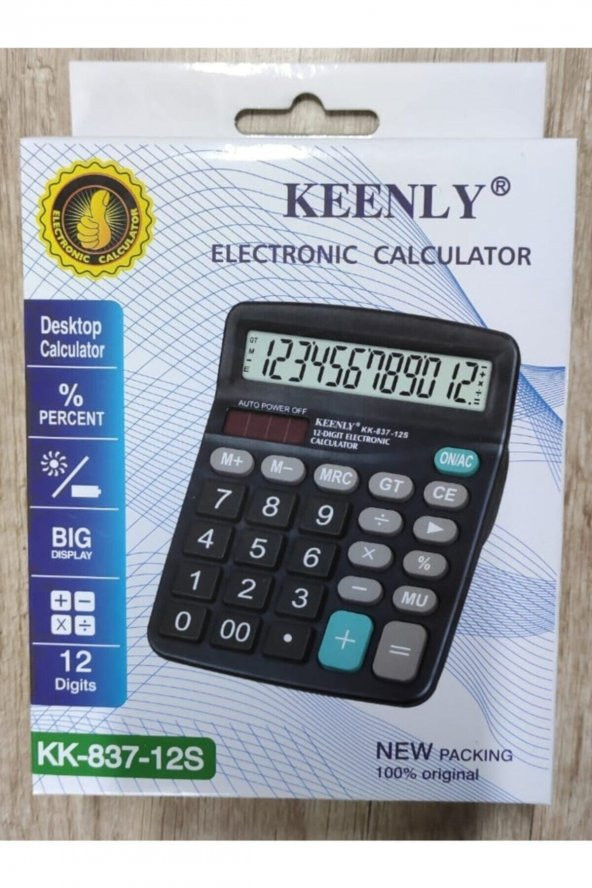 KEENLY®
ELECTRONIC CALCULATOR
ELECTRONIC CALCULATOR
Desktop
Calculator
%
PERCENT
BIG
DISPLAY
+ −
× ÷
12
Digits
KK-837-12S
GT
M
−
E
123456789012.
AUTO POWER OFF
KEENLY® KK-837-12S
12-DIGIT ELECTRONIC
CALCULATOR
ON/AC
M+ M− MRC GT CE
7 8 9 ÷ ▶
4 5 6 × %
1 2 3 − MU
0 00 • + =
NEW PACKING
100% original